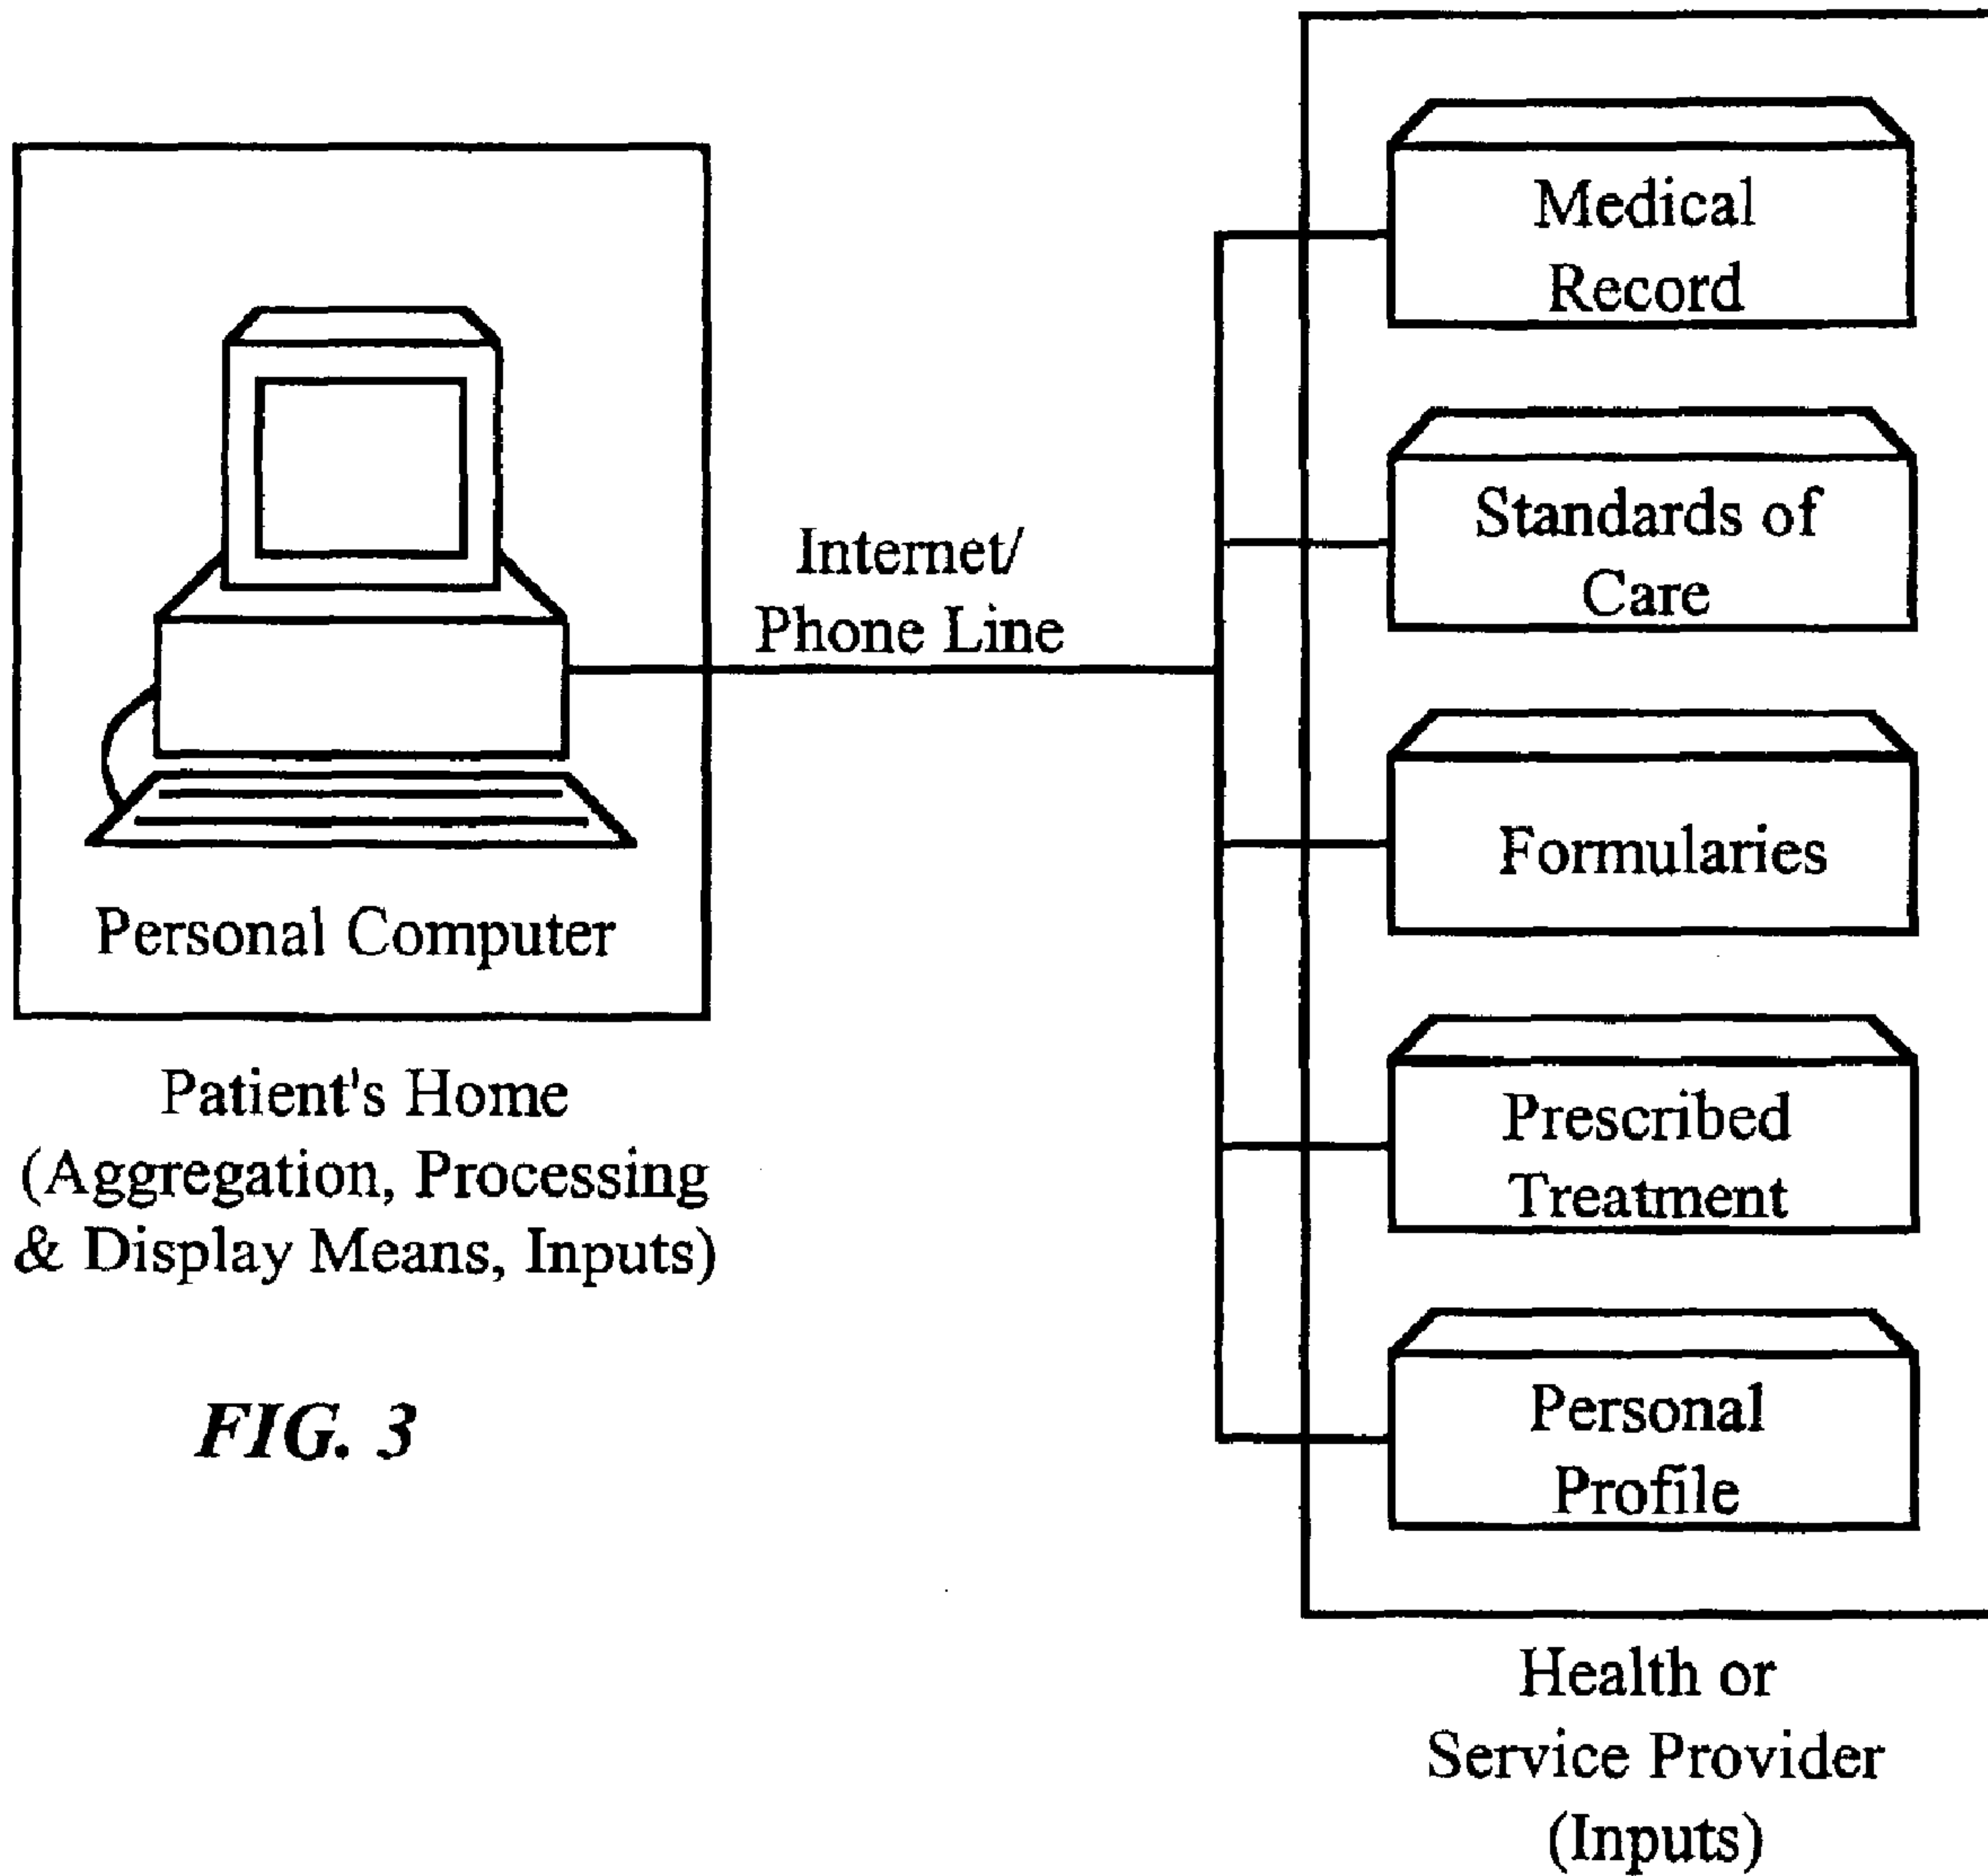 Medical
Record
Standards of
Care
Internet/
Phone Line
Formularies
Personal Computer
Patient's Home
(Aggregation, Processing
& Display Means, Inputs)
Prescribed
Treatment
Personal
Profile
FIG. 3
Health or
Service Provider
(Inputs)